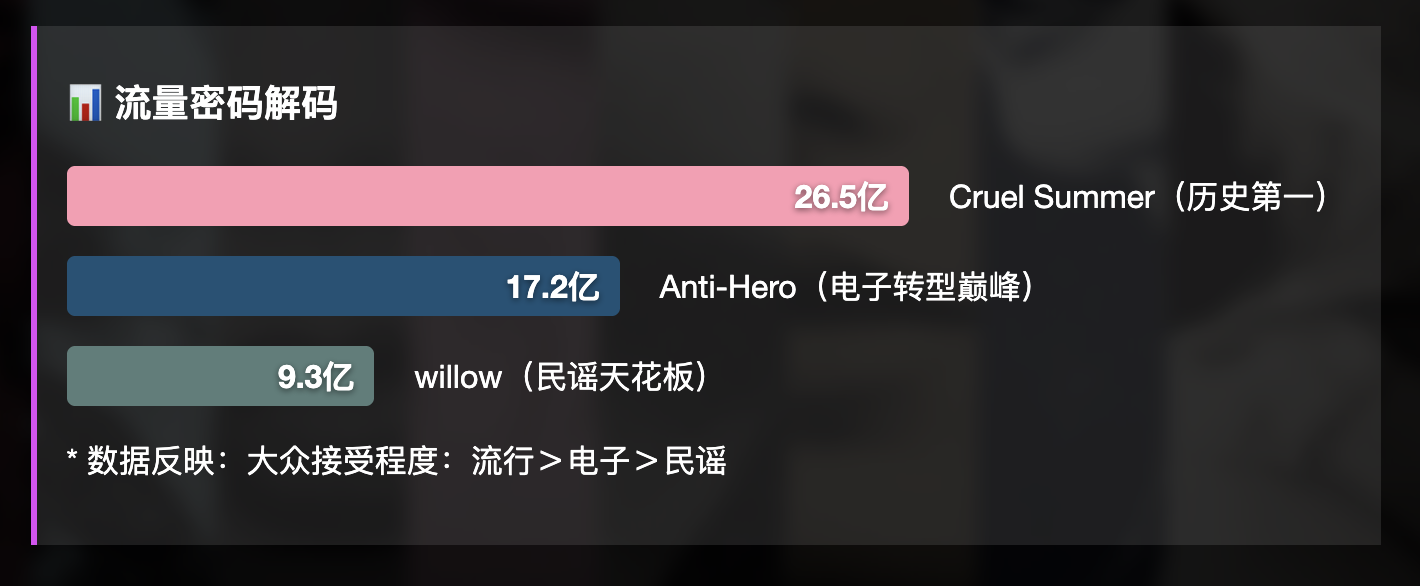 📊 流量密码解码
26.5亿 Cruel Summer（历史第一）
17.2亿 Anti-Hero（电子转型巅峰）
9.3亿 willow（民谣天花板）
* 数据反映：大众接受程度：流行＞电子＞民谣